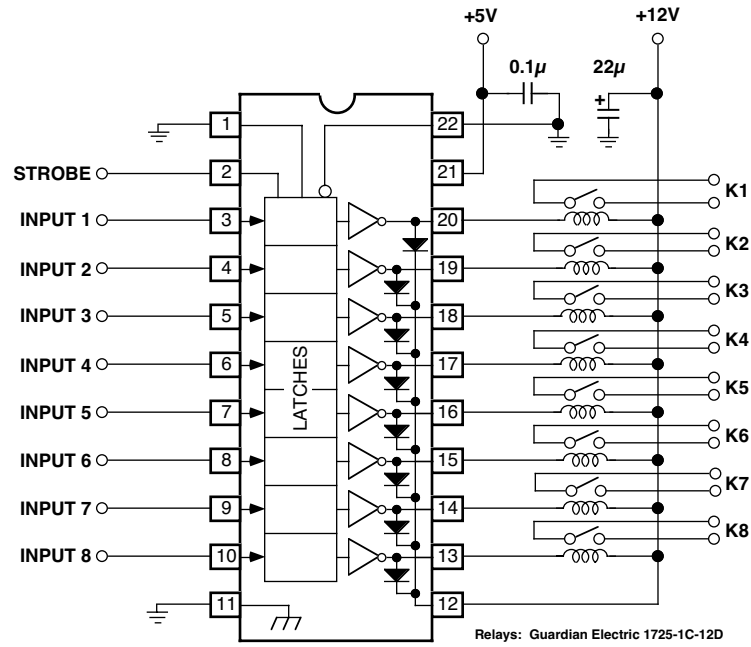 +5V
+12V
0.1µ
22µ
+
1
22
STROBE
2
21
INPUT 1
3
20
K1
INPUT 2
4
19
K2
INPUT 3
5
18
K3
INPUT 4
6
17
K4
LATCHES
INPUT 5
7
16
K5
INPUT 6
8
15
K6
INPUT 7
9
14
K7
INPUT 8
10
13
K8
11
12
Relays: Guardian Electric 1725-1C-12D